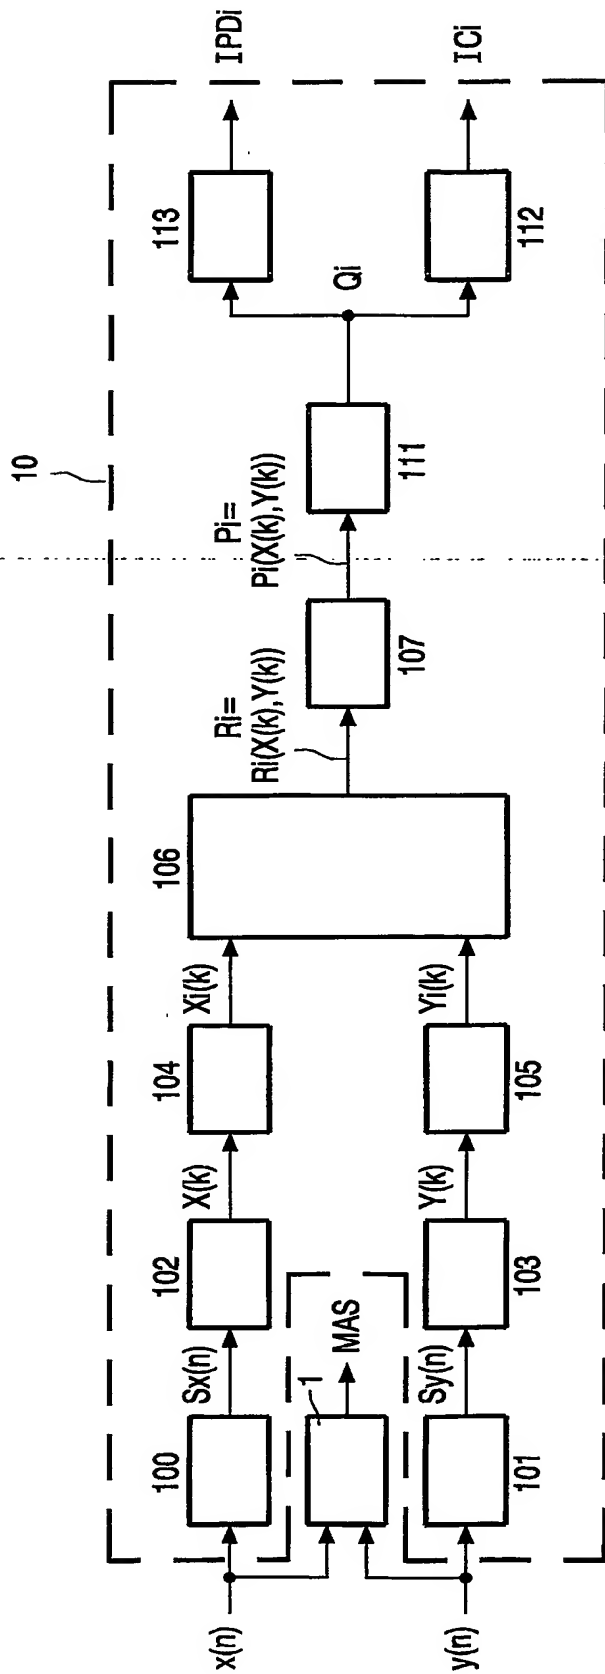 10
x(n)
y(n)
100
Sx(n)
102
X(k)
104
Xi(k)
106
1
MAS
101
Sy(n)
103
Y(k)
105
Yi(k)
Ri=
Ri(X(k),Y(k))
107
Pi=
Pi(X(k),Y(k))
111
Qi
113
IPDi
112
ICi